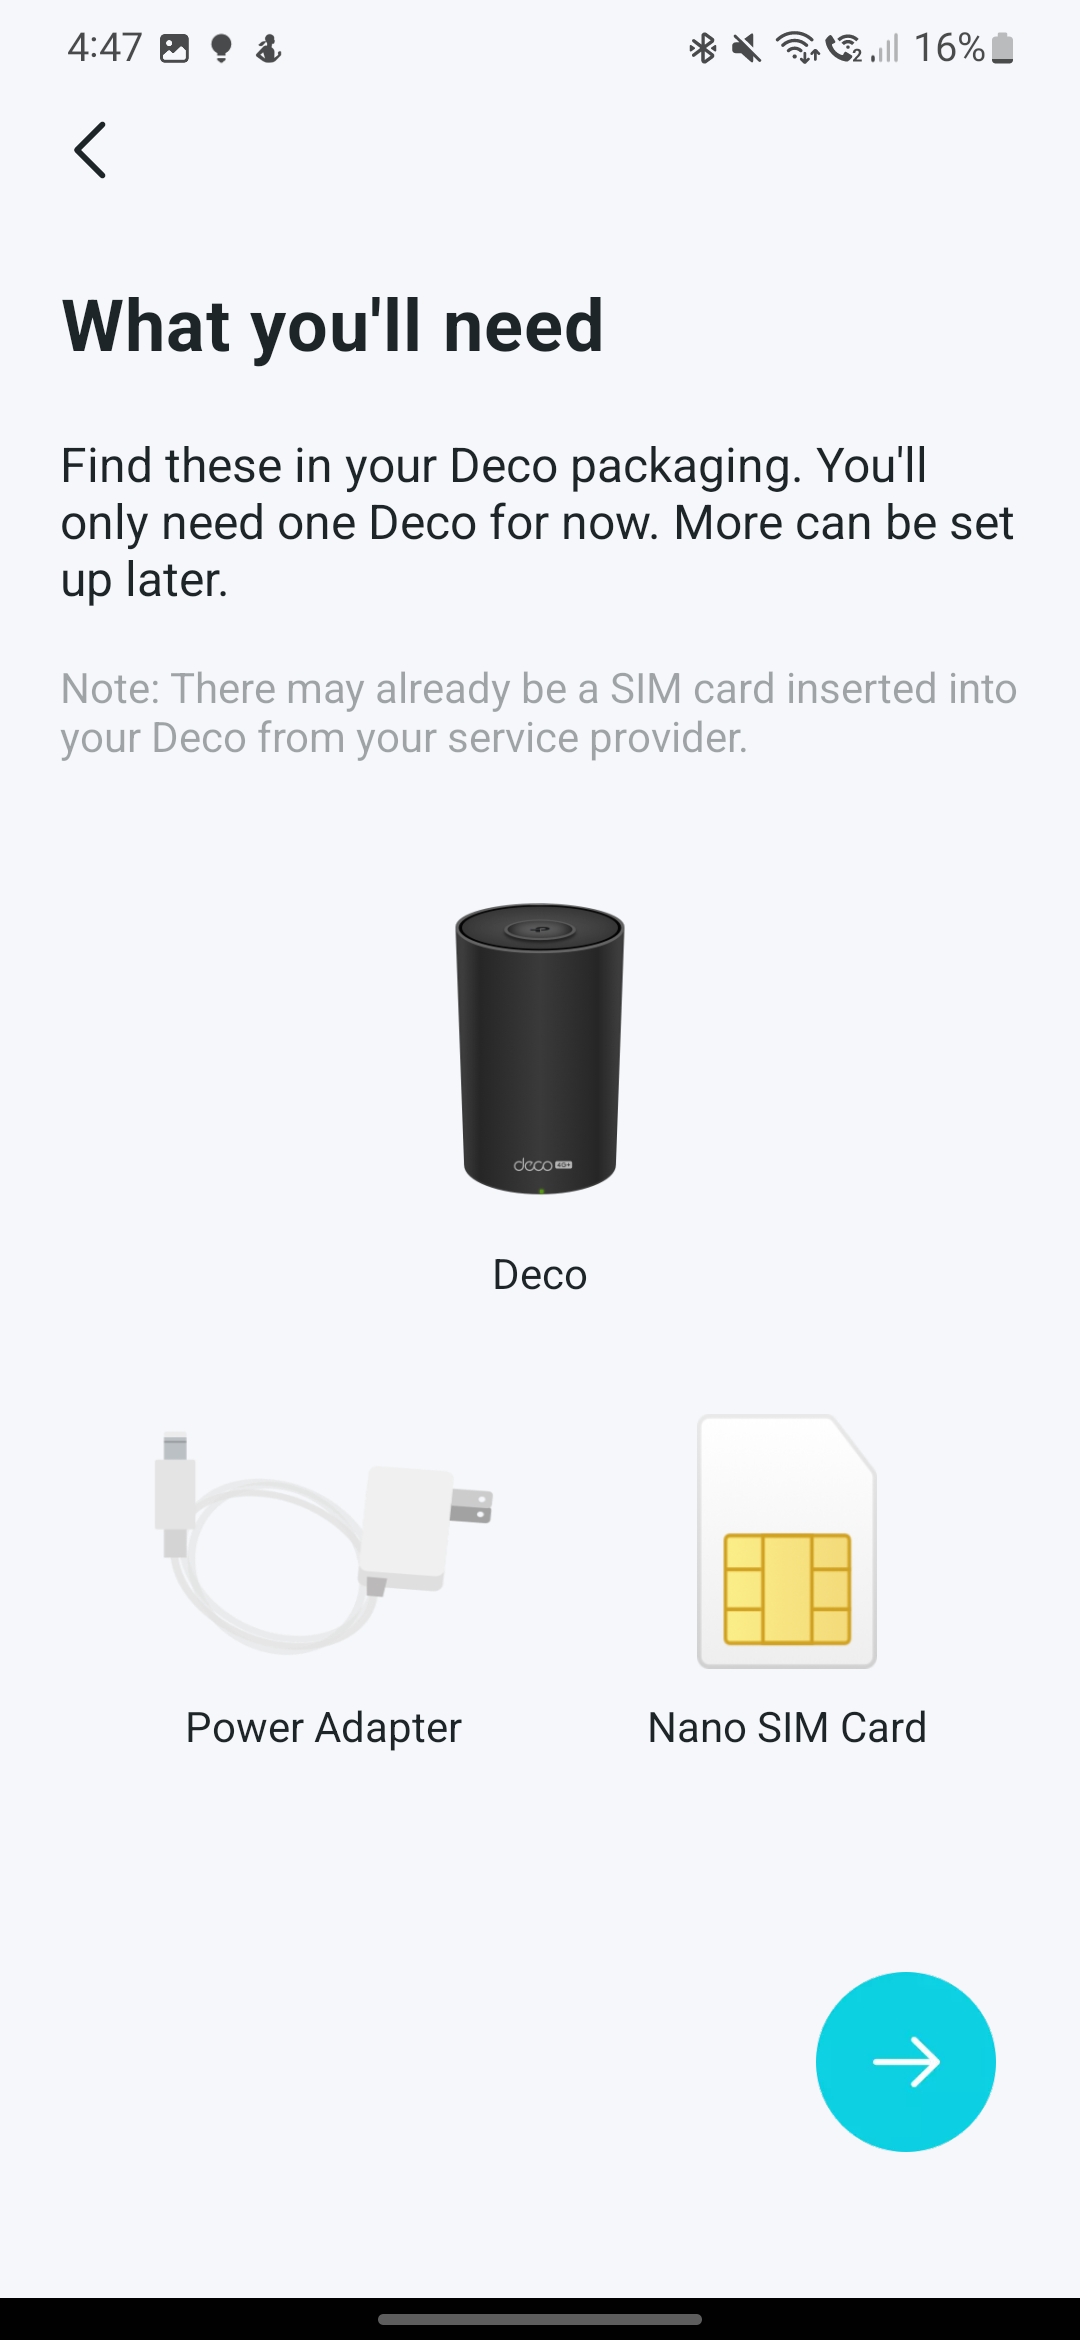 4:47
2
16%
What you'll need
Find these in your Deco packaging. You'll
only need one Deco for now. More can be set
up later.
Note: There may already be a SIM card inserted into
your Deco from your service provider.
deco 4G+
Deco
Power Adapter
Nano SIM Card